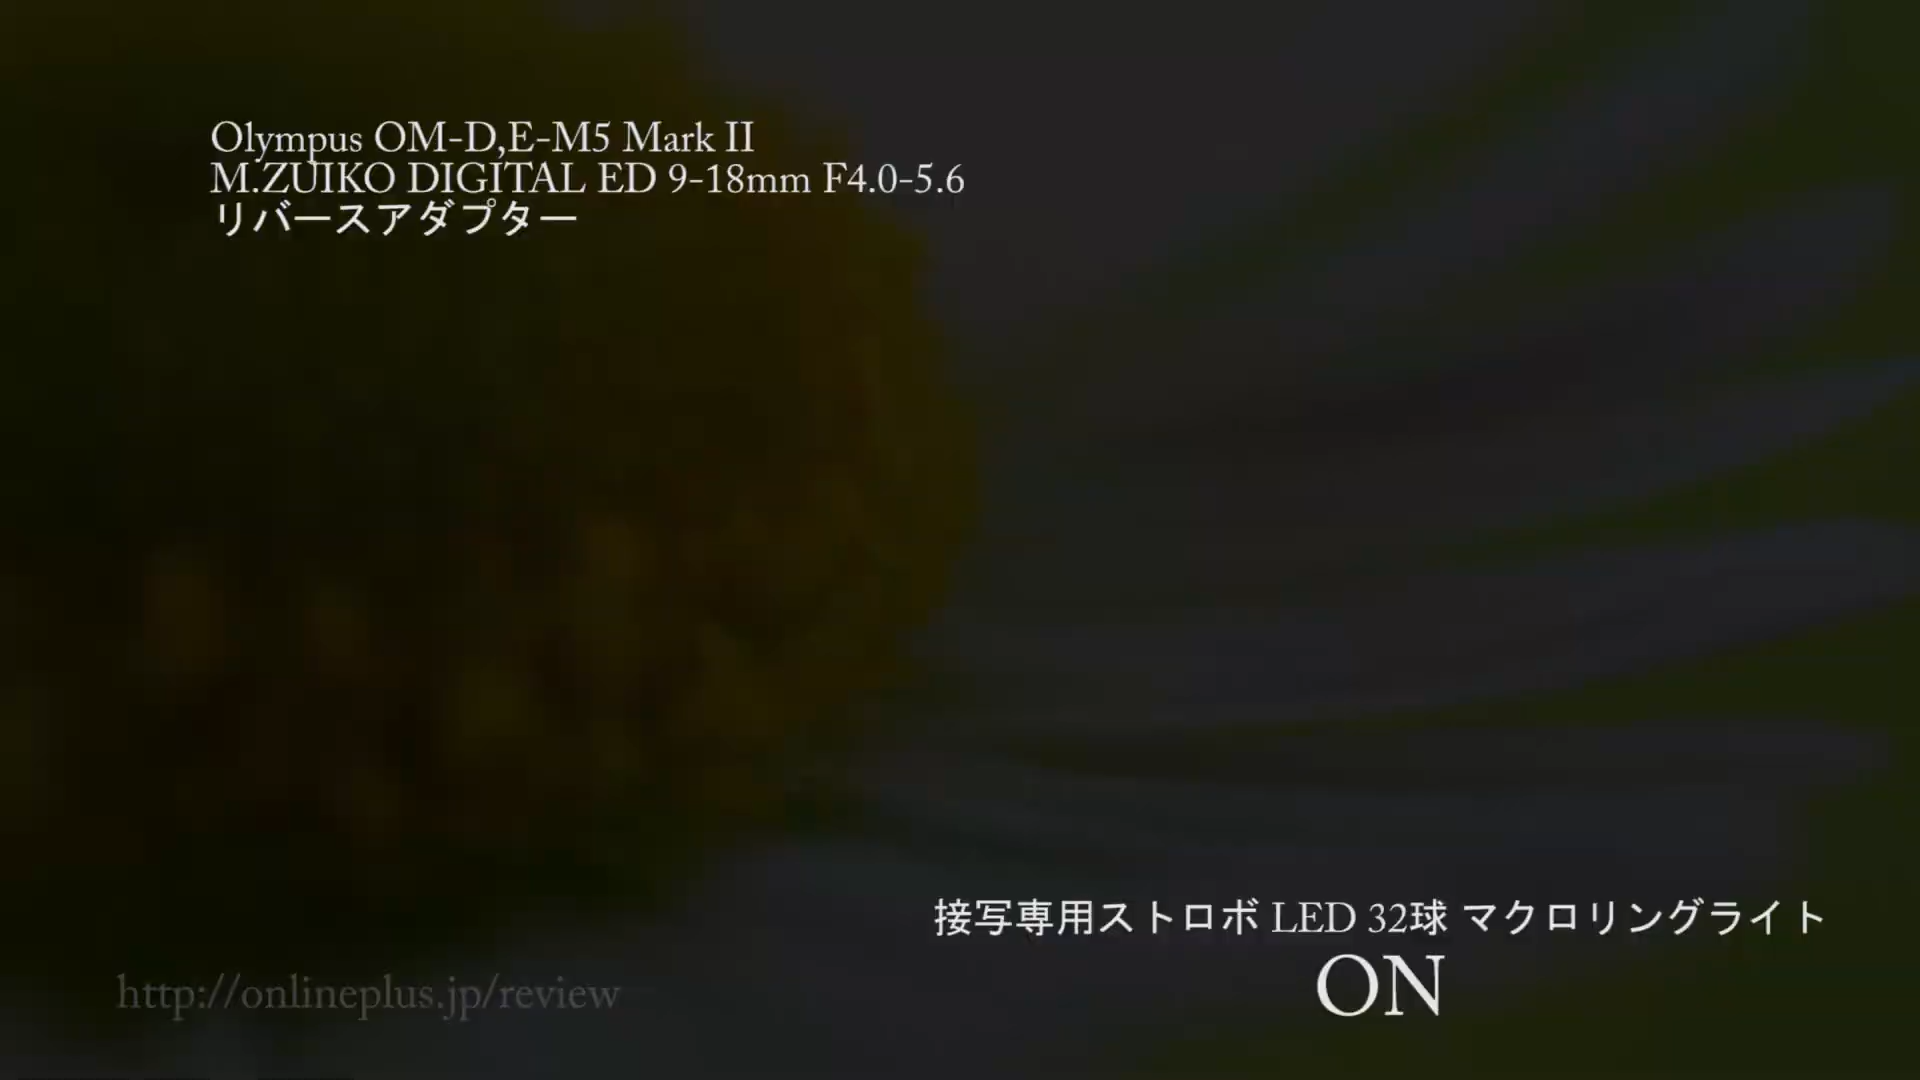 Olympus OM-D,E-M5 Mark II
M.ZUIKO DIGITAL ED 9-18mm F4.0-5.6
リバースアダプター
接写専用ストロボ LED 32球 マクロリングライト
ON
http://onlineplus.jp/review